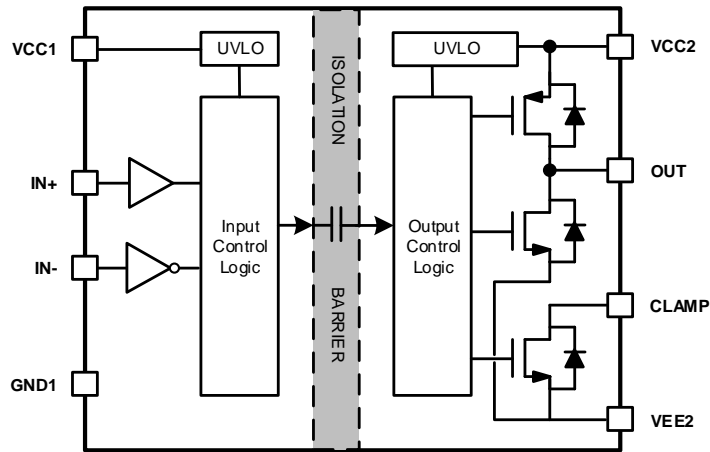 VCC1
UVLO
ISOLATION
UVLO
VCC2
IN+
OUT
Input
Control
Logic
Output
Control
Logic
IN-
BARRIER
CLAMP
GND1
VEE2